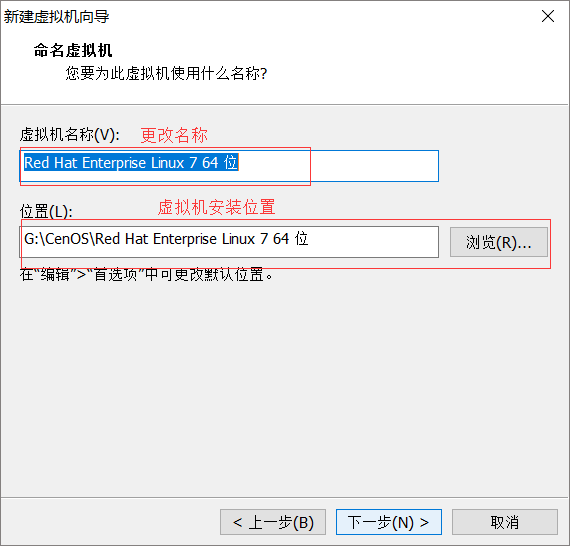 新建虚拟机向导
命名虚拟机
您要为此虚拟机使用什么名称?
虚拟机名称(V): 更改名称
Red Hat Enterprise Linux 7 64 位
位置(L): 虚拟机安装位置
G:\CenOS\Red Hat Enterprise Linux 7 64 位 浏览(R)...
在“编辑”>“首选项”中可更改默认位置。
< 上一步(B) 下一步(N) > 取消